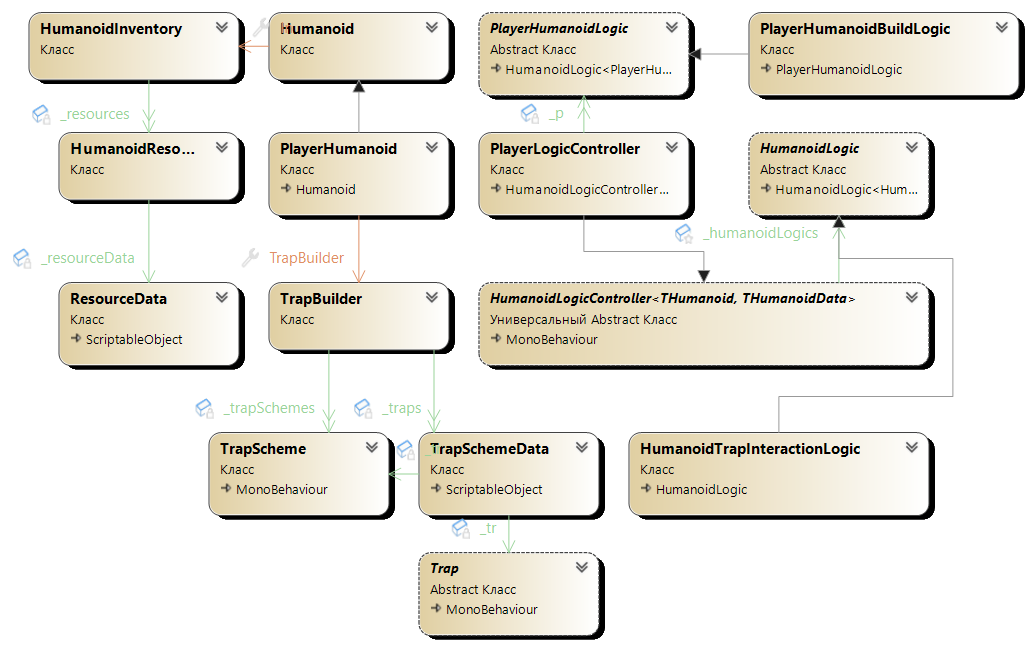 HumanoidInventory
Класс
Humanoid
Класс
PlayerHumanoidLogic
Abstract Класс
HumanoidLogic<PlayerHu...
PlayerHumanoidBuildLogic
Класс
PlayerHumanoidLogic
_resources
_p
HumanoidReso...
Класс
PlayerHumanoid
Класс
Humanoid
PlayerLogicController
Класс
HumanoidLogicController...
HumanoidLogic
Abstract Класс
HumanoidLogic<Hum...
_humanoidLogics
_resourceData
TrapBuilder
ResourceData
Класс
ScriptableObject
TrapBuilder
Класс
HumanoidLogicController<THumanoid, THumanoidData>
Универсальный Abstract Класс
MonoBehaviour
_trapSchemes
_traps
TrapScheme
Класс
MonoBehaviour
TrapSchemeData
Класс
ScriptableObject
HumanoidTrapInteractionLogic
Класс
HumanoidLogic
_tr
Trap
Abstract Класс
MonoBehaviour